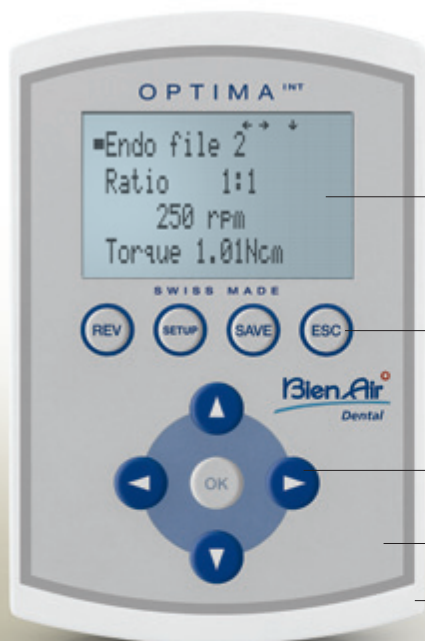 OPTIMA INT
← → ↓
■Endo file 2
Ratio 1:1
250 rpm
Torque 1.01Ncm
SWISS MADE
REV SETUP SAVE ESC
Bien Air
Dental
OK